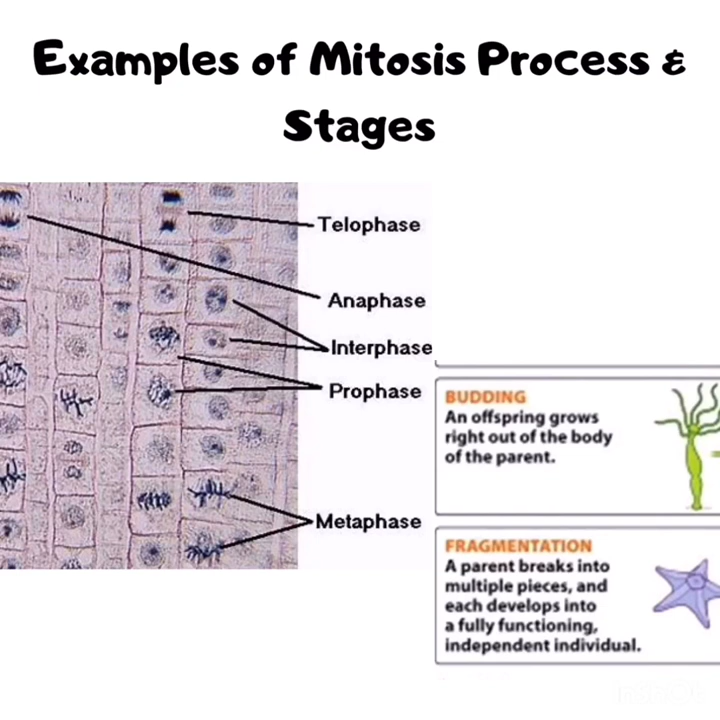 Examples of Mitosis Process &
Stages
Telophase
Anaphase
Interphase
Prophase
Metaphase
BUDDING
An offspring grows
right out of the body
of the parent.
FRAGMENTATION
A parent breaks into
multiple pieces, and
each develops into
a fully functioning,
independent individual.